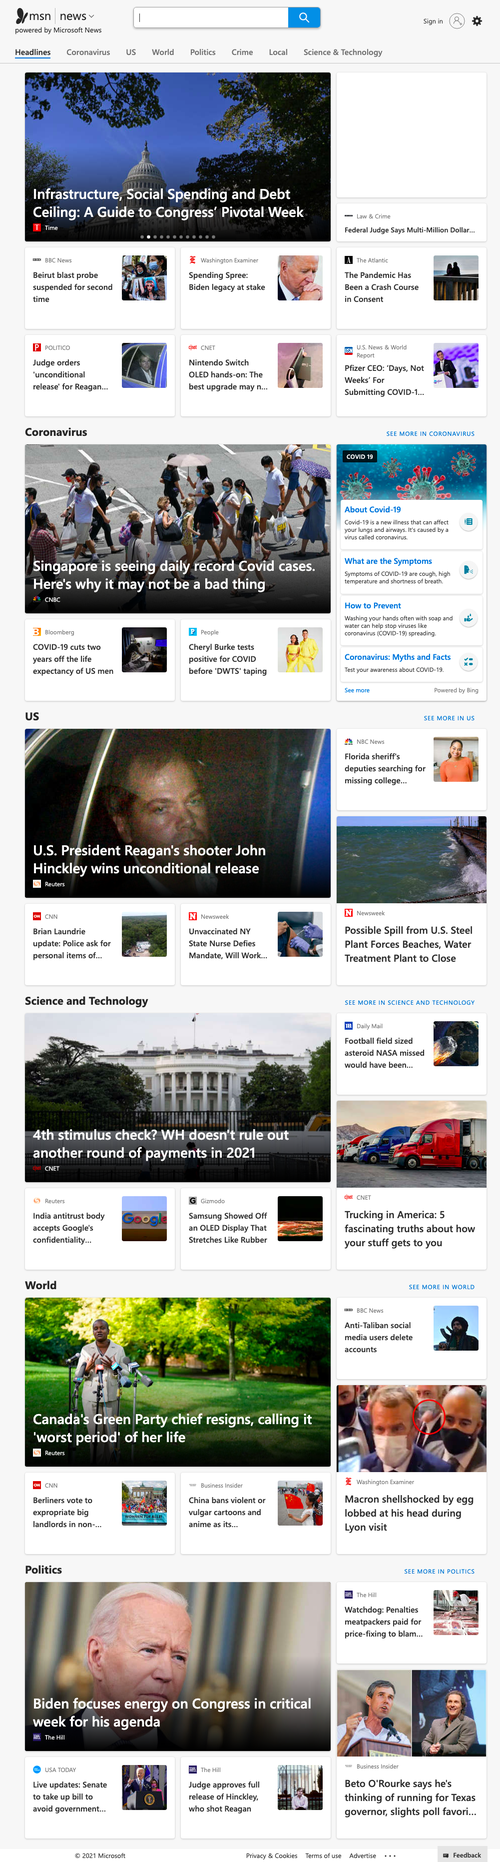 msn | news
powered by Microsoft News
Sign in
Headlines Coronavirus US World Politics Crime Local Science & Technology
Infrastructure, Social Spending and Debt
Ceiling: A Guide to Congress' Pivotal Week
Time
Law & Crime
Federal Judge Says Multi-Million Dollar...
BBC News
Beirut blast probe
suspended for second
time
Washington Examiner
Spending Spree:
Biden legacy at stake
The Atlantic
The Pandemic Has
Been a Crash Course
in Consent
POLITICO
Judge orders
'unconditional
release' for Reagan...
CNET
Nintendo Switch
OLED hands-on: The
best upgrade may n...
U.S. News & World
Report
Pfizer CEO: 'Days, Not
Weeks' For
Submitting COVID-1...
Coronavirus
SEE MORE IN CORONAVIRUS
Singapore is seeing daily record Covid cases.
Here's why it may not be a bad thing
CNBC
COVID 19
About Covid-19
Covid-19 is a new illness that can affect
your lungs and airways. It's caused by a
virus called coronavirus.
What are the Symptoms
Symptoms of COVID-19 are cough, high
temperature and shortness of breath.
How to Prevent
Washing your hands often with soap and
water can help stop viruses like
coronavirus (COVID-19) spreading.
Coronavirus: Myths and Facts
Test your awareness about COVID-19.
See more
Powered by Bing
Bloomberg
COVID-19 cuts two
years off the life
expectancy of US men
People
Cheryl Burke tests
positive for COVID
before 'DWTS' taping
US
SEE MORE IN US
U.S. President Reagan's shooter John
Hinckley wins unconditional release
Reuters
NBC News
Florida sheriff's
deputies searching for
missing college...
CNN
Brian Laundrie
update: Police ask for
personal items of...
Newsweek
Unvaccinated NY
State Nurse Defies
Mandate, Will Work...
Newsweek
Possible Spill from U.S. Steel
Plant Forces Beaches, Water
Treatment Plant to Close
Science and Technology
SEE MORE IN SCIENCE AND TECHNOLOGY
4th stimulus check? WH doesn't rule out
another round of payments in 2021
CNET
Daily Mail
Football field sized
asteroid NASA missed
would have been...
Reuters
India antitrust body
accepts Google's
confidentiality...
Google
Gizmodo
Samsung Showed Off
an OLED Display That
Stretches Like Rubber
CNET
Trucking in America: 5
fascinating truths about how
your stuff gets to you
World
SEE MORE IN WORLD
Canada's Green Party chief resigns, calling it
'worst period' of her life
Reuters
BBC News
Anti-Taliban social
media users delete
accounts
CNN
Berliners vote to
expropriate big
landlords in non-...
Business Insider
China bans violent or
vulgar cartoons and
anime as its...
Washington Examiner
Macron shellshocked by egg
lobbed at his head during
Lyon visit
Politics
SEE MORE IN POLITICS
Biden focuses energy on Congress in critical
week for his agenda
The Hill
The Hill
Watchdog: Penalties
meatpackers paid for
price-fixing to blam...
USA TODAY
Live updates: Senate
to take up bill to
avoid government...
The Hill
Judge approves full
release of Hinckley,
who shot Reagan
Business Insider
Beto O'Rourke says he's
thinking of running for Texas
governor, slights poll favori...
© 2021 Microsoft
Privacy & Cookies Terms of use Advertise ...
Feedback